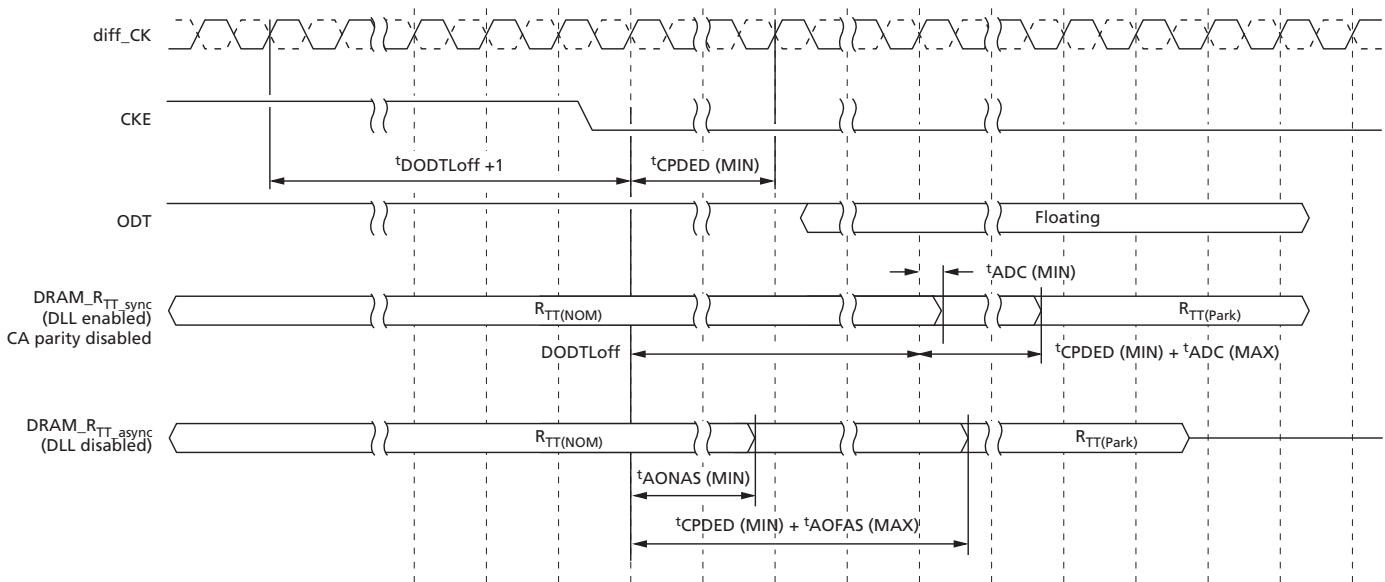 diff_CK
CKE
tDODTLoff +1
tCPDED (MIN)
ODT
Floating
tADC (MIN)
DRAM_RTT_sync
(DLL enabled)
CA parity disabled
RTT(NOM)
RTT(Park)
DODTLoff
tCPDED (MIN) + tADC (MAX)
DRAM_RTT_async
(DLL disabled)
RTT(NOM)
RTT(Park)
tAONAS (MIN)
tCPDED (MIN) + tAOFAS (MAX)